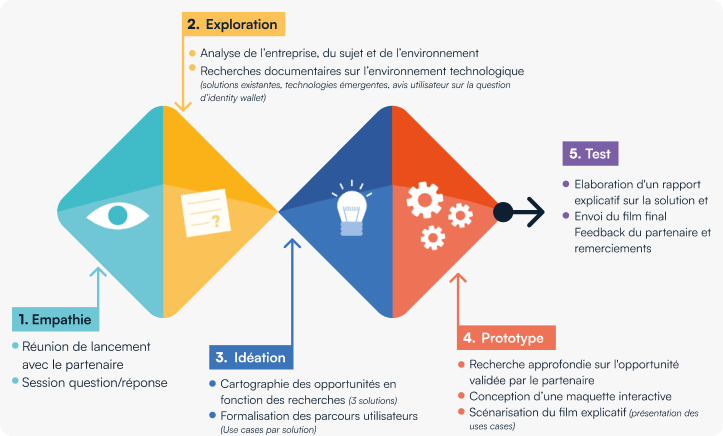 2. Exploration
Analyse de l'entreprise, du sujet et de l'environnement
Recherches documentaires sur l'environnement technologique
(solutions existantes, technologies émergentes, avis utilisateur sur la question
d'identity wallet)
?
1. Empathie
Réunion de lancement
avec le partenaire
Session question/réponse
3. Idéation
Cartographie des opportunités en
fonction des recherches (3 solutions)
Formalisation des parcours utilisateurs
(Use cases par solution)
4. Prototype
Recherche approfondie sur l'opportunité
validée par le partenaire
Conception d'une maquette interactive
Scénarisation du film explicatif (présentation des
uses cases)
5. Test
Elaboration d'un rapport
explicatif sur la solution et
Envoi du film final
Feedback du partenaire et
remerciements